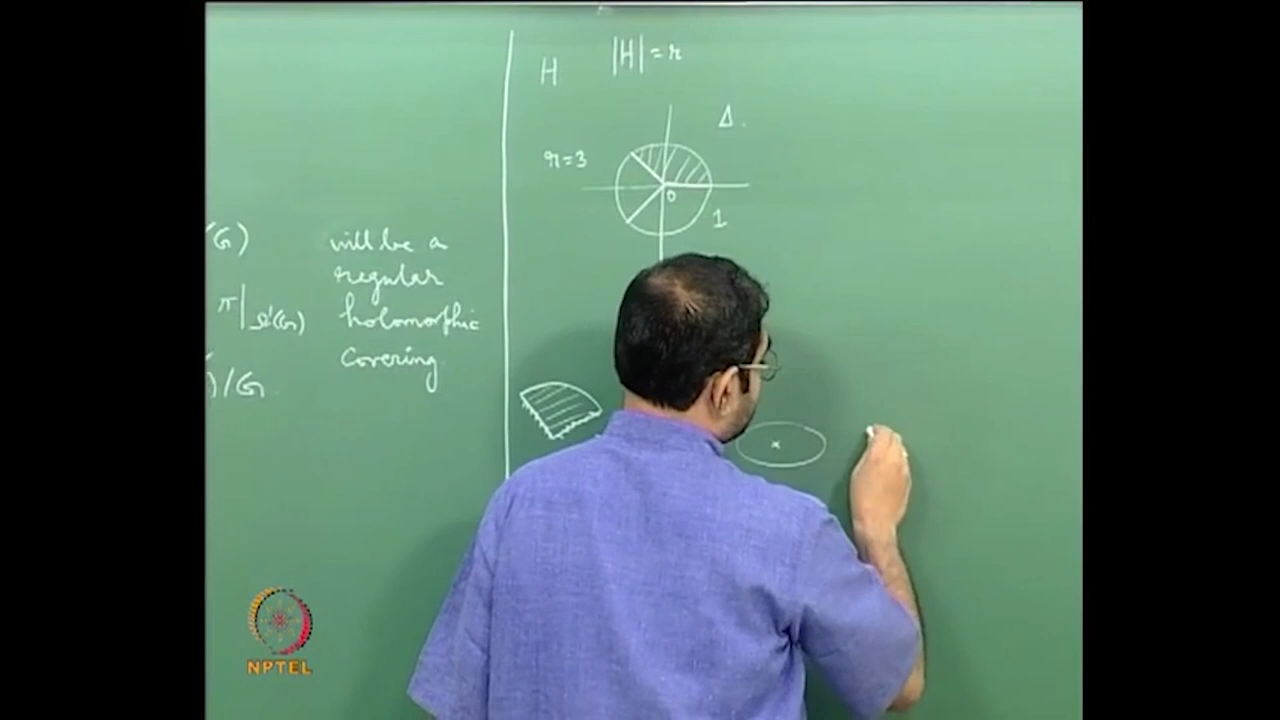 H |H| = r
Δ.
r=3
0
1
(G) will be a
regular
π|Ω'(G) holomorphic
covering
)/G.
NPTEL